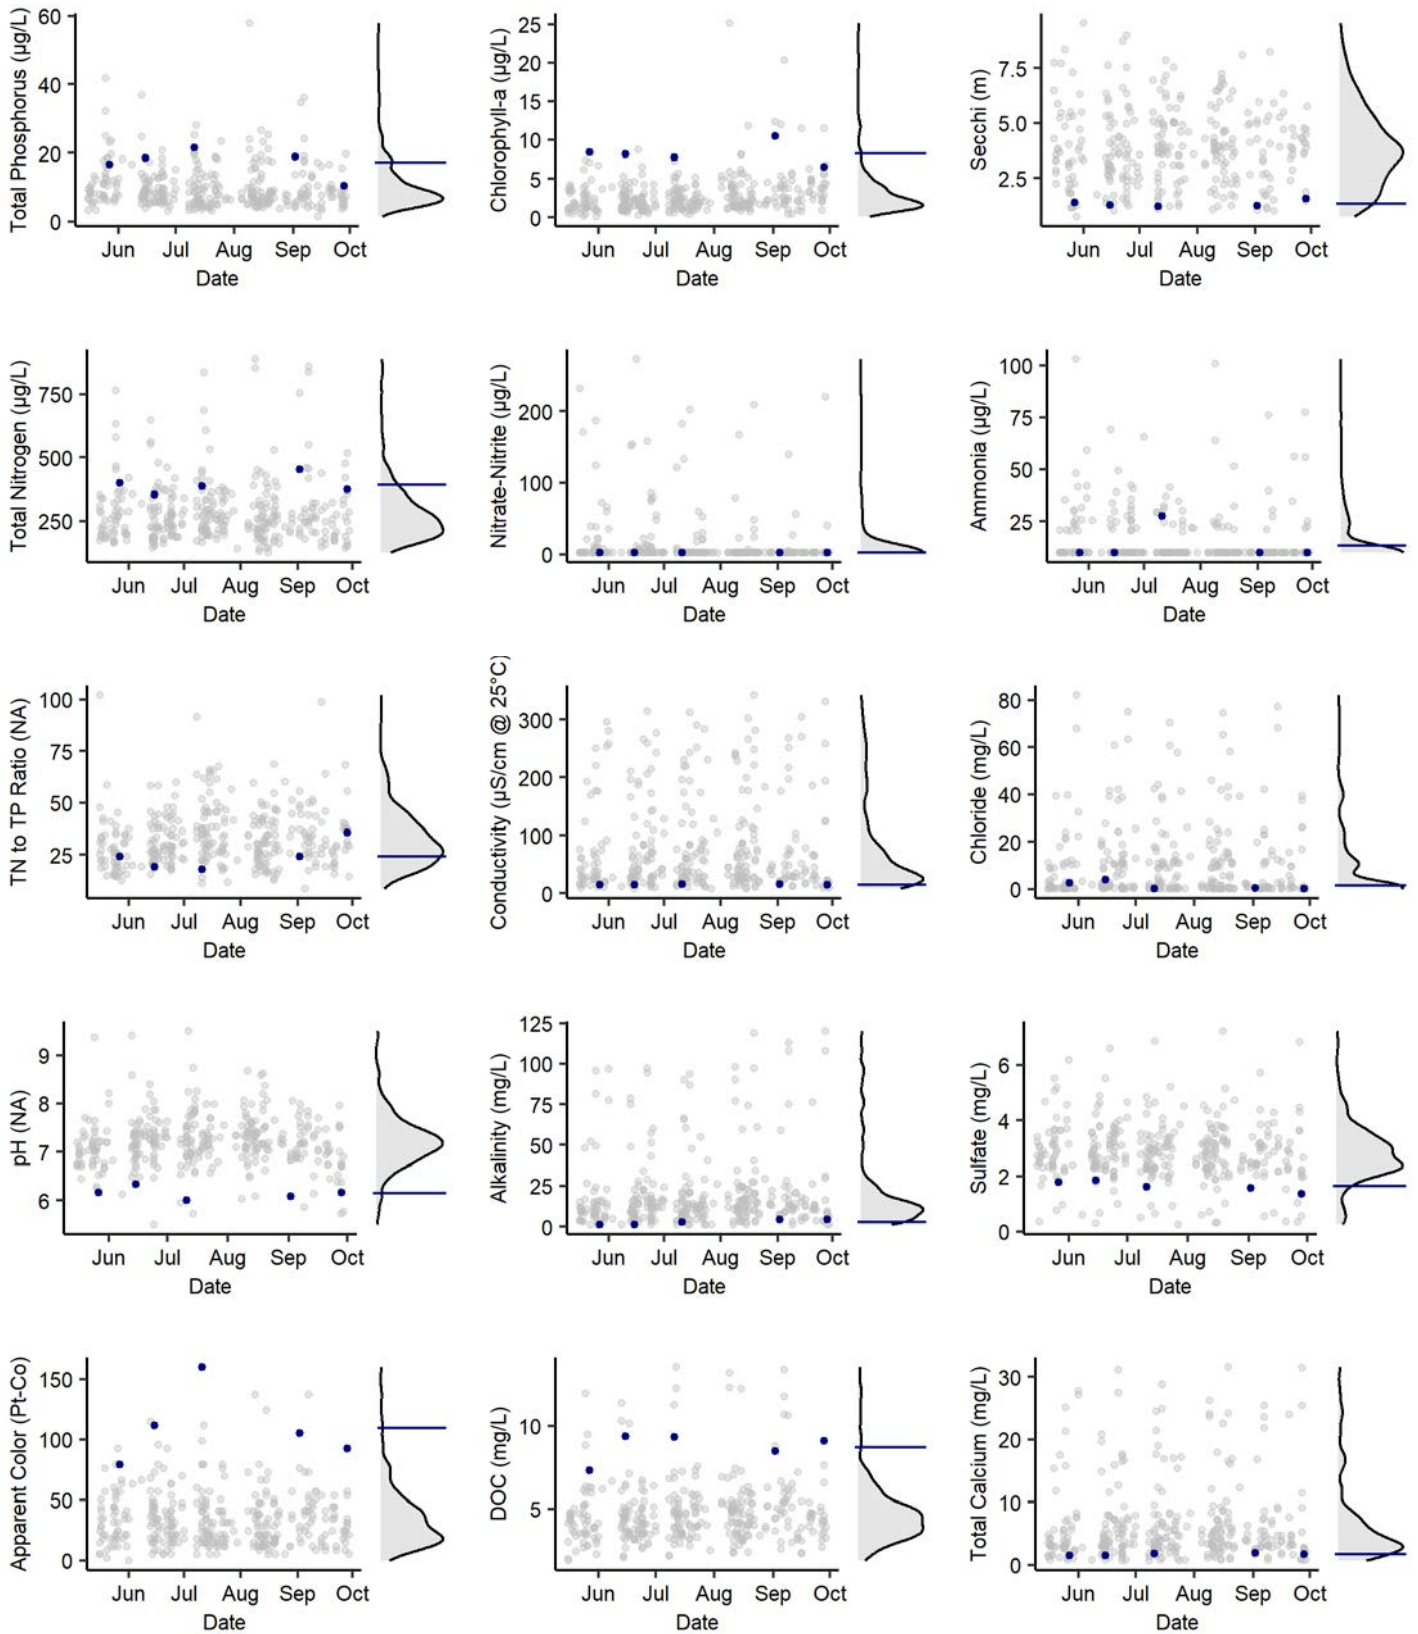 Total Phosphorus (µg/L)
60
40
20
0
Jun Jul Aug Sep Oct
Date
Chlorophyll-a (µg/L)
25
20
15
10
5
0
Jun Jul Aug Sep Oct
Date
Secchi (m)
7.5
5.0
2.5
Jun Jul Aug Sep Oct
Date
Total Nitrogen (µg/L)
750
500
250
Jun Jul Aug Sep Oct
Date
Nitrate-Nitrite (µg/L)
200
100
0
Jun Jul Aug Sep Oct
Date
Ammonia (µg/L)
100
75
50
25
Jun Jul Aug Sep Oct
Date
TN to TP Ratio (NA)
100
75
50
25
Jun Jul Aug Sep Oct
Date
Conductivity (µS/cm @ 25°C)
300
200
100
0
Jun Jul Aug Sep Oct
Date
Chloride (mg/L)
80
60
40
20
0
Jun Jul Aug Sep Oct
Date
pH (NA)
9
8
7
6
Jun Jul Aug Sep Oct
Date
Alkalinity (mg/L)
125
100
75
50
25
0
Jun Jul Aug Sep Oct
Date
Sulfate (mg/L)
6
4
2
0
Jun Jul Aug Sep Oct
Date
Apparent Color (Pt-Co)
150
100
50
0
Jun Jul Aug Sep Oct
Date
DOC (mg/L)
10
5
Jun Jul Aug Sep Oct
Date
Total Calcium (mg/L)
30
20
10
0
Jun Jul Aug Sep Oct
Date